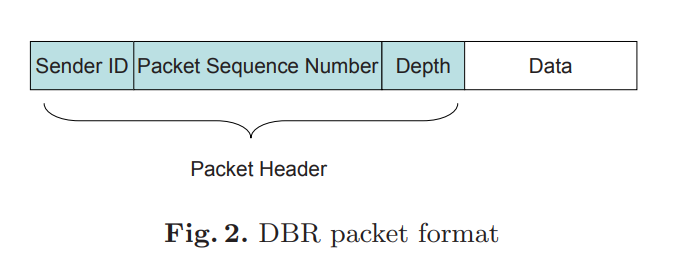 Sender ID Packet Sequence Number Depth Data
Packet Header
Fig. 2. DBR packet format